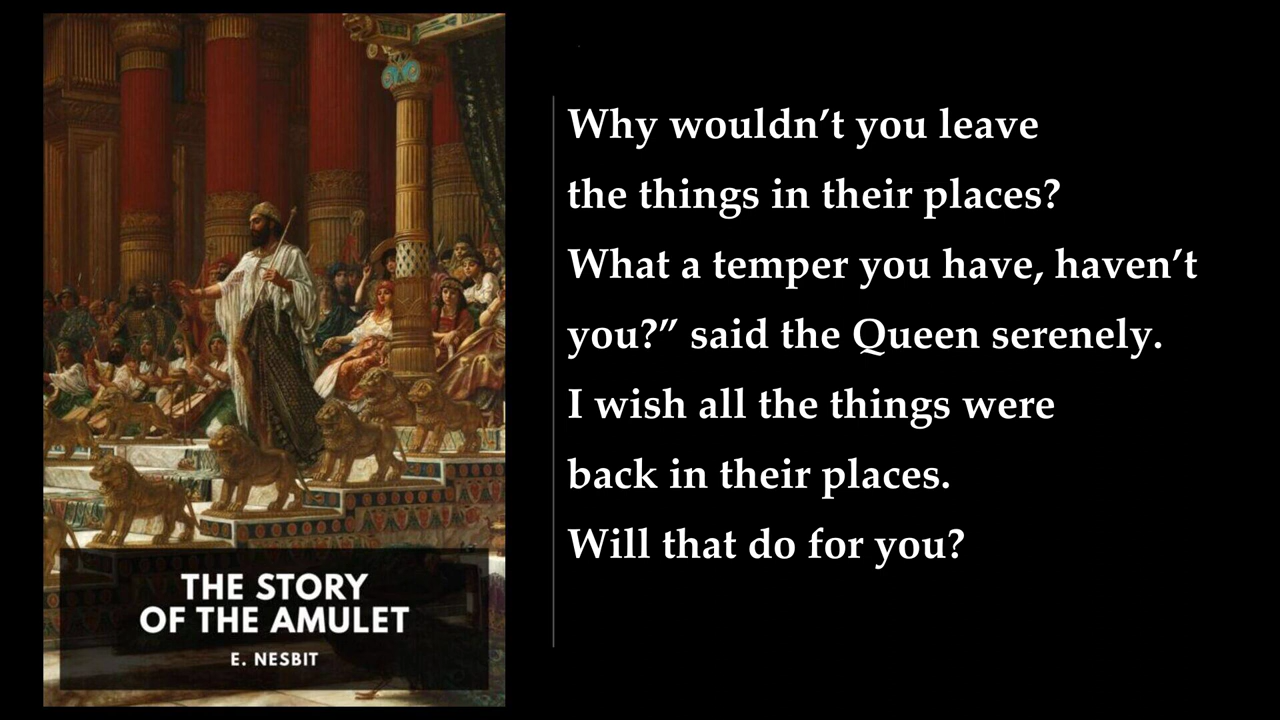 THE STORY
OF THE AMULET
E. NESBIT
Why wouldn’t you leave
the things in their places?
What a temper you have, haven’t
you?” said the Queen serenely.
I wish all the things were
back in their places.
Will that do for you?